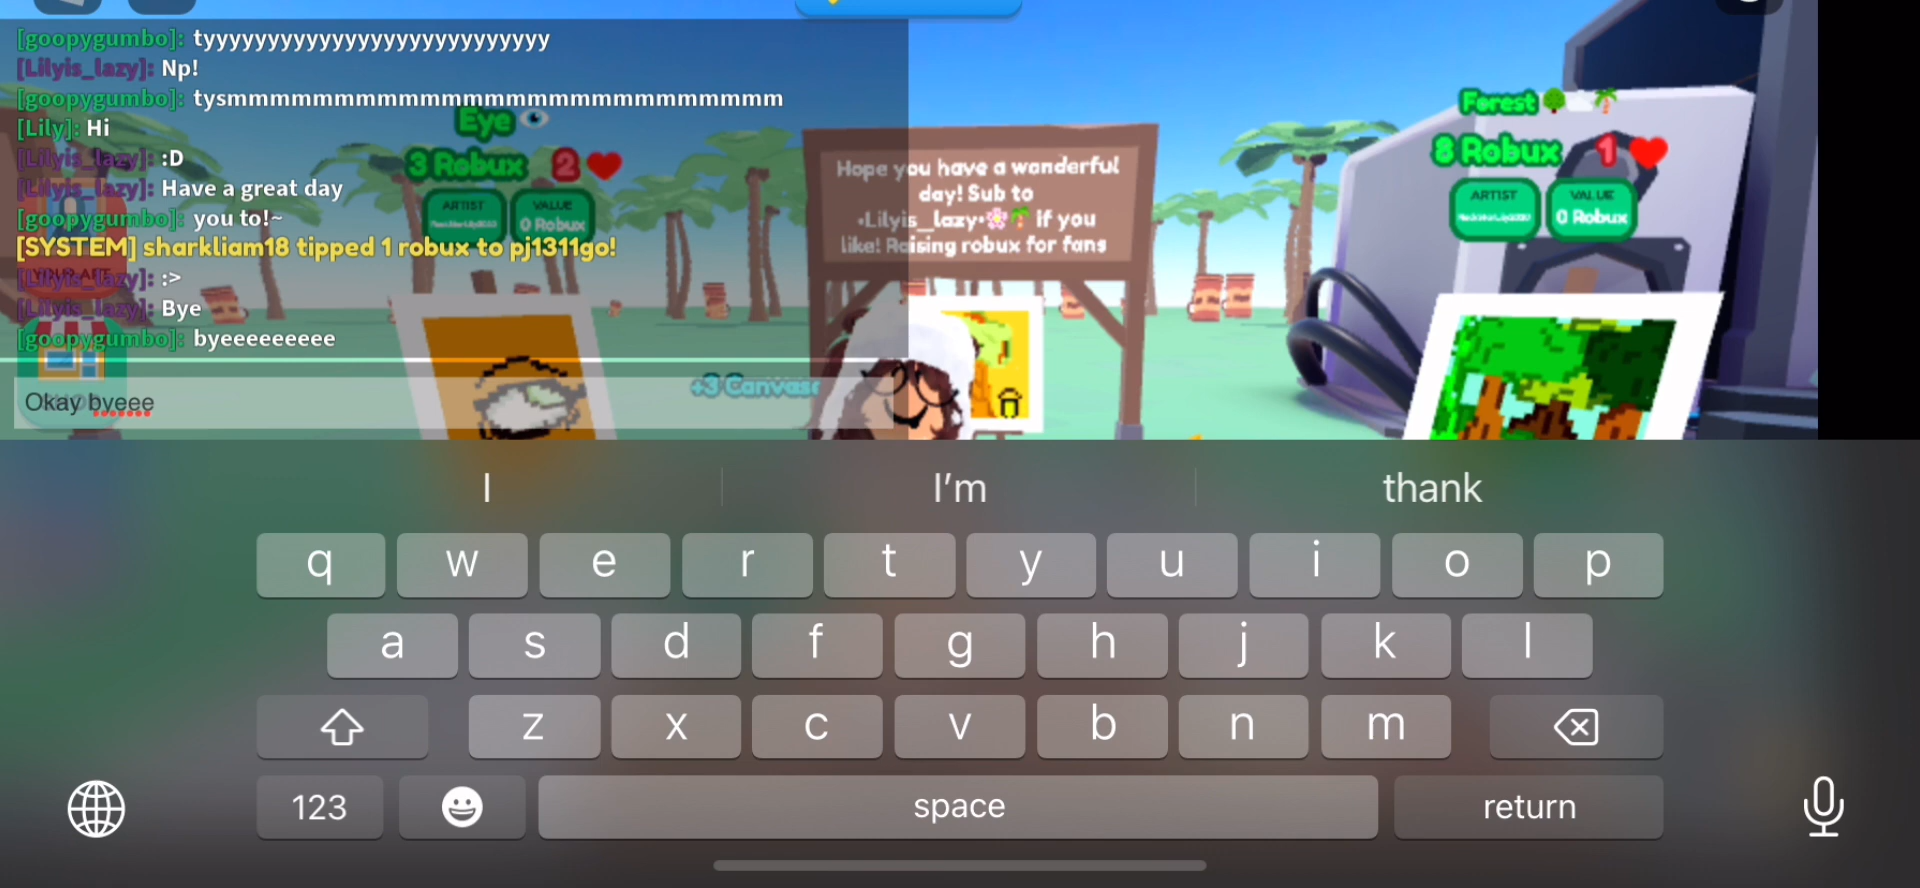 [goopygumbo]: tyyyyyyyyyyyyyyyyyyyyyyyyyyy
[Lilyis_lazy]: Np!
[goopygumbo]: tysmmmmmmmmmmmmmmmmmmmmmmmmmm
[Lily]: Hi
[Lilyis_lazy]: :D
[Lilyis_lazy]: Have a great day
[goopygumbo]: you to!~
[SYSTEM] sharkliam18 tipped 1 robux to pj1311go!
[Lilyis_lazy]: :>
[Lilyis_lazy]: Bye
[goopygumbo]: byeeeeeeeee
Okay byeee
Eye 👁
3 Robux 2 ❤
ARTIST VALUE
0 Robux
+3 Canvas
Hope you have a wonderful
day! Sub to
•Lilyis_lazy•🌸🌴 if you
like! Raising robux for fans
Forest 🌳 🌴
8 Robux 1 ❤
ARTIST VALUE
0 Robux
I I'm thank
q w e r t y u i o p
a s d f g h j k l
z x c v b n m
123 space return